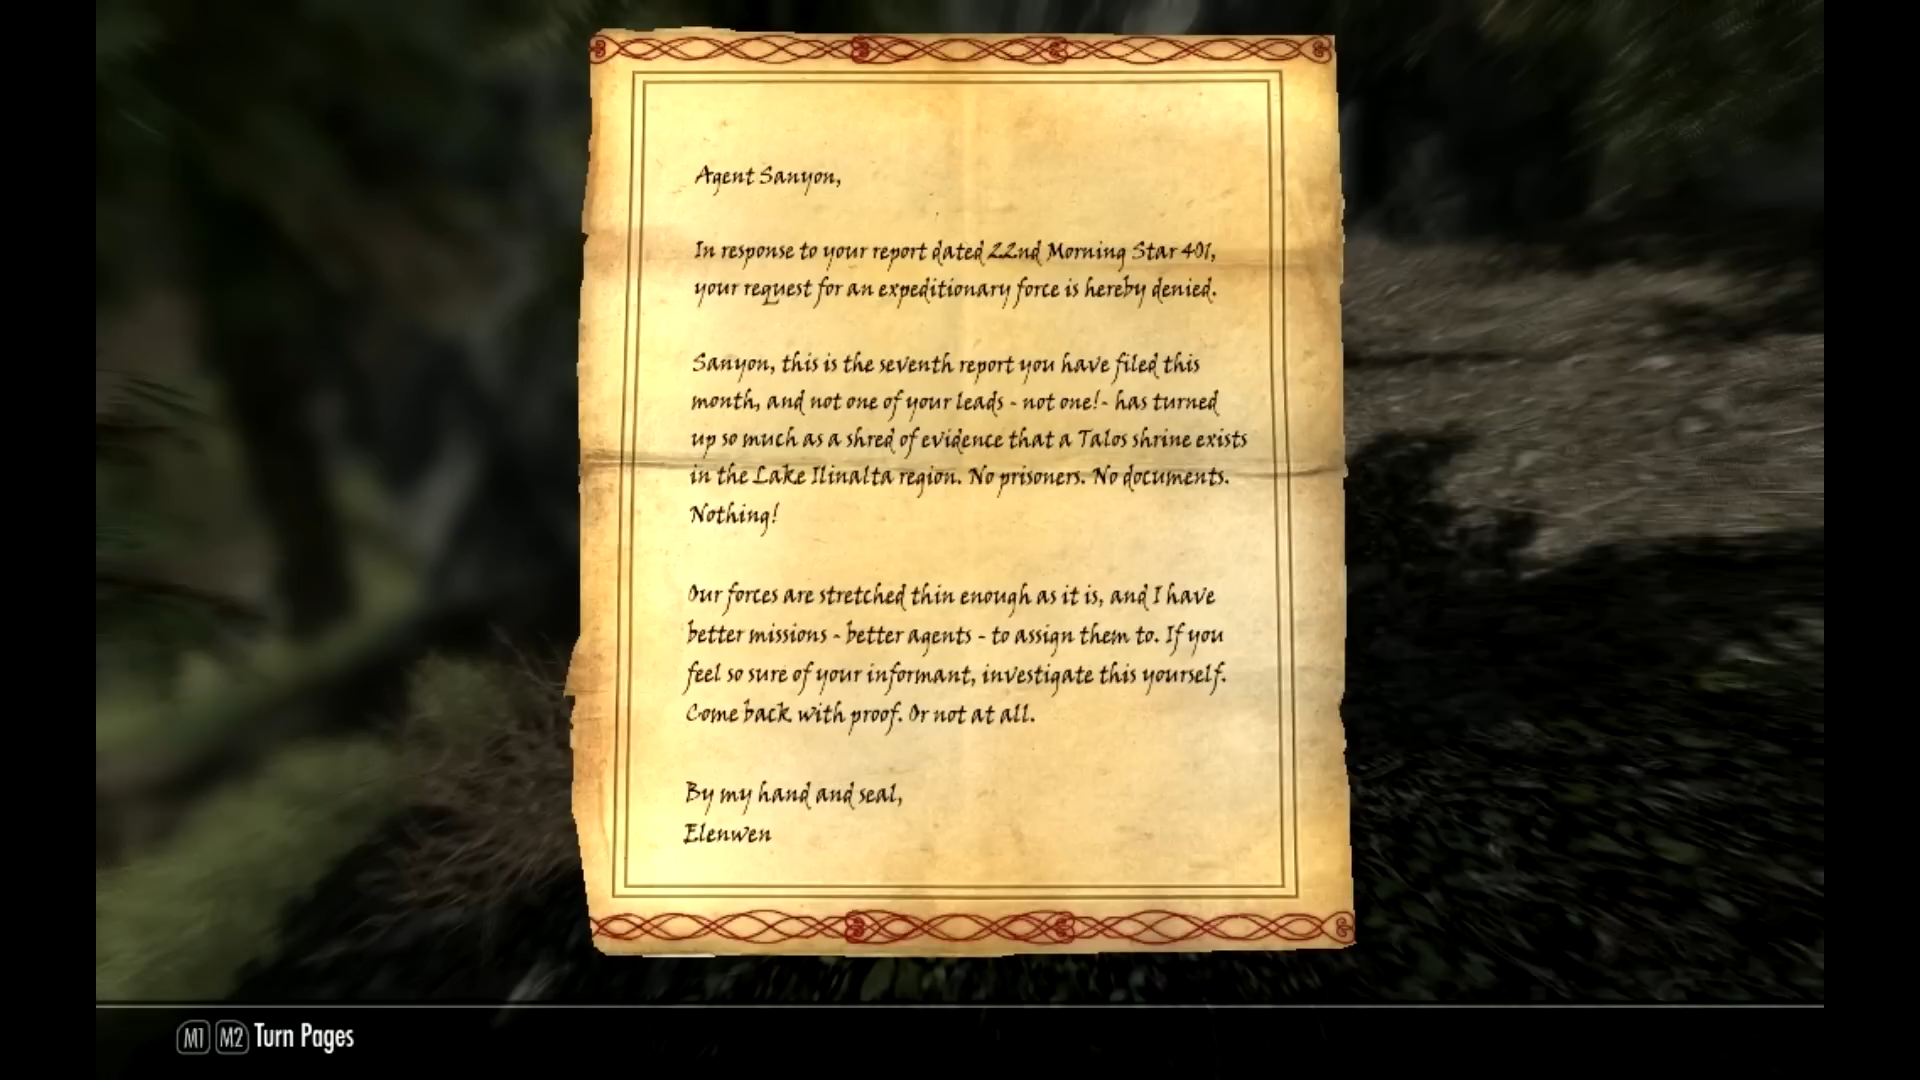 Agent Sanyon,
In response to your report dated 22nd Morning Star 401,
your request for an expeditionary force is hereby denied.
Sanyon, this is the seventh report you have filed this
month, and not one of your leads - not one! - has turned
up so much as a shred of evidence that a Talos shrine exists
in the Lake Ilinalta region. No prisoners. No documents.
Nothing!
Our forces are stretched thin enough as it is, and I have
better missions - better agents - to assign them to. If you
feel so sure of your informant, investigate this yourself.
Come back with proof. Or not at all.
By my hand and seal,
Elenwen
M1 M2 Turn Pages